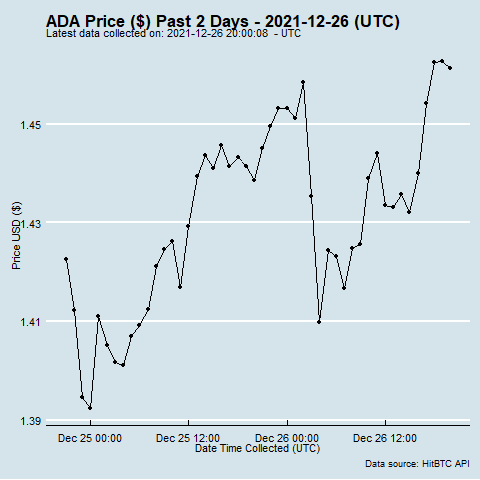 ADA Price ($) Past 2 Days - 2021-12-26 (UTC)
Latest data collected on: 2021-12-26 20:00:08 - UTC
Price USD ($)
1.45
1.43
1.41
1.39
Dec 25 00:00 Dec 25 12:00 Dec 26 00:00 Dec 26 12:00
Date Time Collected (UTC)
Data source: HitBTC API